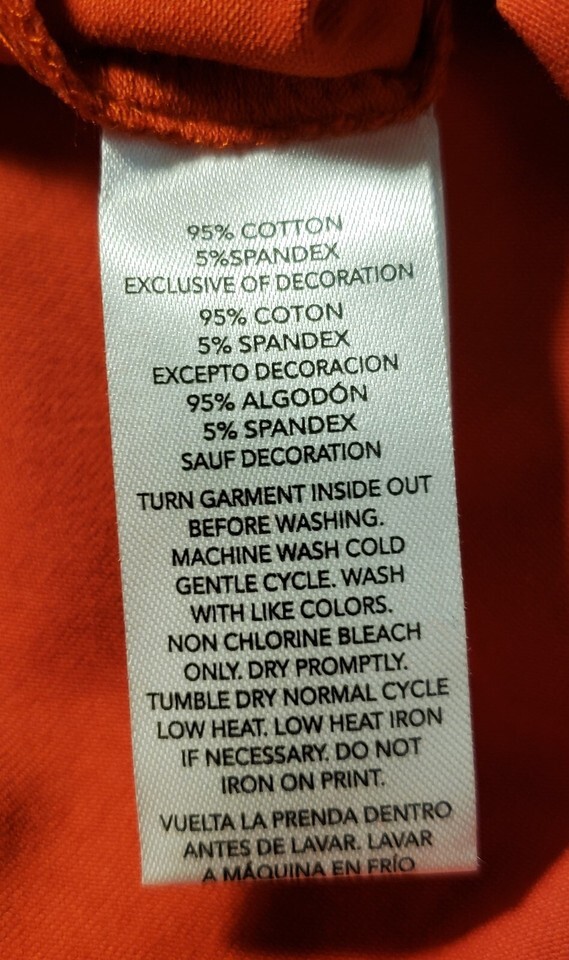 95% COTTON
5%SPANDEX
EXCLUSIVE OF DECORATION
95% COTON
5% SPANDEX
EXCEPTO DECORACION
95% ALGODÓN
5% SPANDEX
SAUF DECORATION
TURN GARMENT INSIDE OUT
BEFORE WASHING.
MACHINE WASH COLD
GENTLE CYCLE. WASH
WITH LIKE COLORS.
NON CHLORINE BLEACH
ONLY. DRY PROMPTLY.
TUMBLE DRY NORMAL CYCLE
LOW HEAT. LOW HEAT IRON
IF NECESSARY. DO NOT
IRON ON PRINT.
VUELTA LA PRENDA DENTRO
ANTES DE LAVAR. LAVAR
A MÁQUINA EN FRÍO